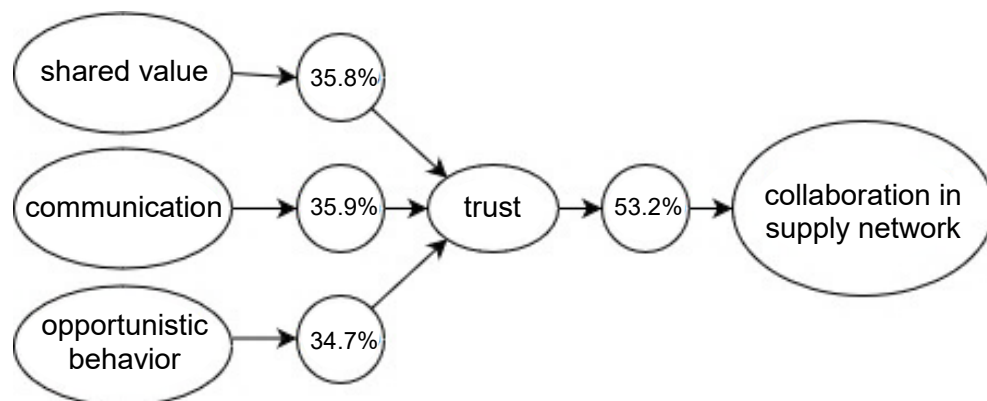 shared value
35.8%
communication
35.9%
trust
53.2%
collaboration in
supply network
opportunistic
behavior
34.7%